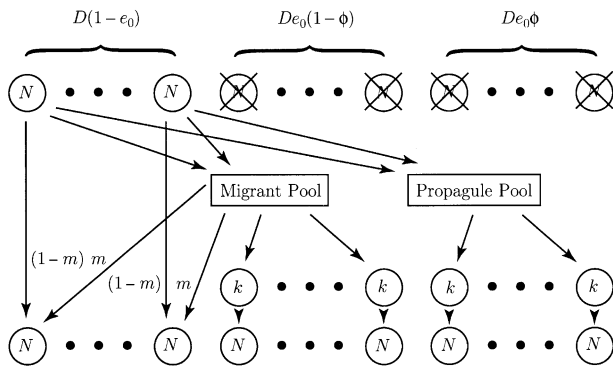 D(1-e₀) De₀(1-ϕ) De₀ϕ
N N N N N N
Migrant Pool Propagule Pool
(1-m) m (1-m) m
k k k k
N N N N N N